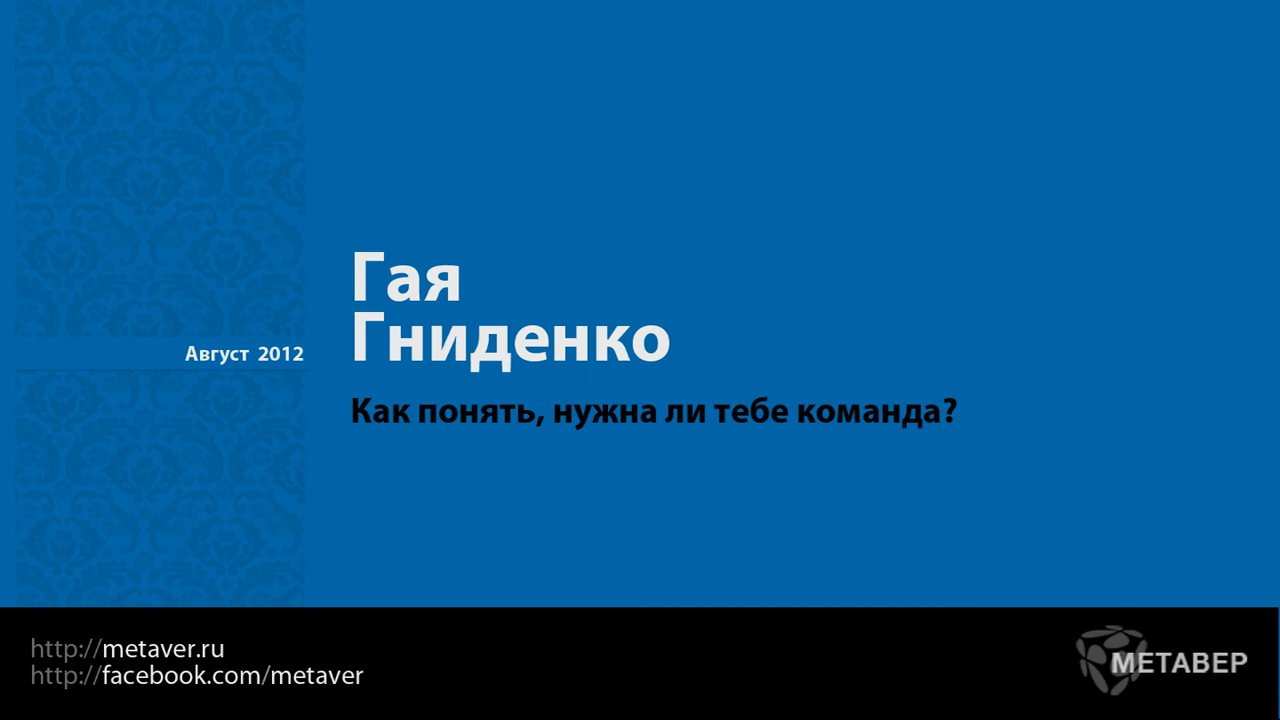 Гая
Гниденко
Август 2012
Как понять, нужна ли тебе команда?
http://metaver.ru
http://facebook.com/metaver
МЕТАВЕР